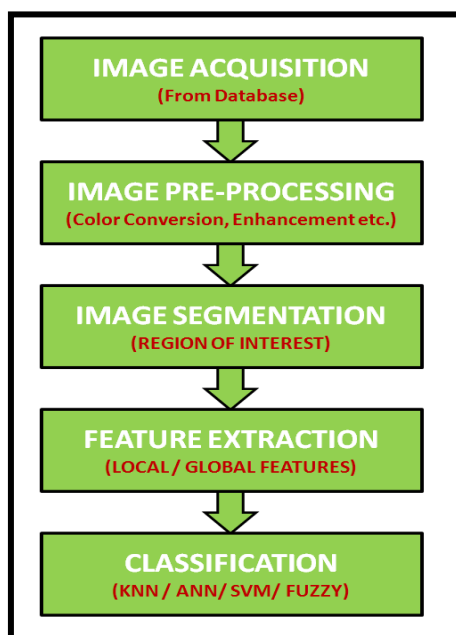 IMAGE ACQUISITION
(From Database)
IMAGE PRE-PROCESSING
(Color Conversion, Enhancement etc.)
IMAGE SEGMENTATION
(REGION OF INTEREST)
FEATURE EXTRACTION
(LOCAL / GLOBAL FEATURES)
CLASSIFICATION
(KNN / ANN/ SVM/ FUZZY)